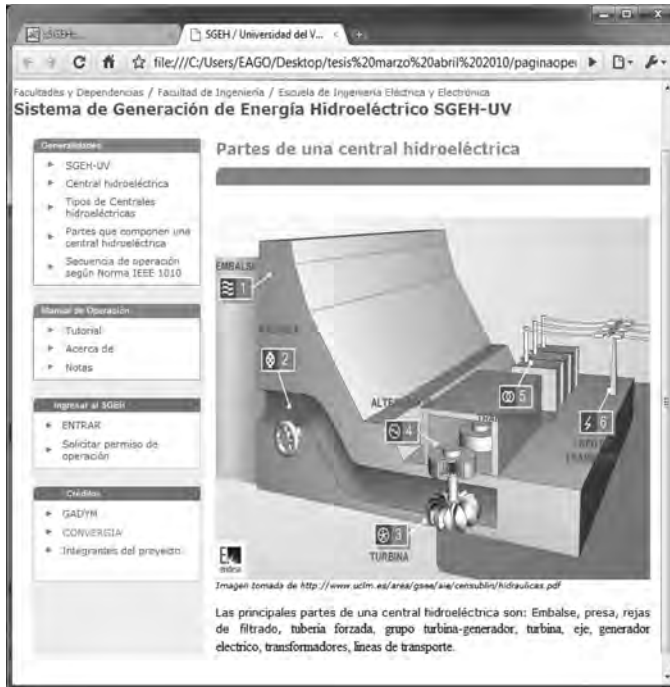 SGEH / Universidad del V...
file:///C:/Users/EAGO/Desktop/tesis%20marzo%20abril%202010/paginaope
Facultades y Dependencias / Facultad de Ingeniería / Escuela de Ingeniería Eléctrica y Electrónica
Sistema de Generación de Energía Hidroeléctrico SGEH-UV
Generalidades
SGEH-UV
Central hidroeléctrica
Tipos de Centrales
hidroeléctricas
Partes que componen una
central hidroeléctrica
Secuencia de operación
según Norma IEEE 1010
Manual de Operación
Tutorial
Acerca de
Notas
Ingresar al SGEH
ENTRAR
Solicitar permiso de
operación
Créditos
GADYM
CONVERGIA
Integrantes del proyecto
Partes de una central hidroeléctrica
EMBALSE
1
2
ALTE
4
5
6
3
TURBINA
endesa
Imagen tomada de http://www.uclm.es/area/gsee/aie/censublin/hidraulicas.pdf
Las principales partes de una central hidroeléctrica son: Embalse, presa, rejas
de filtrado, tuberia forzada, grupo turbina-generador, turbina, eje, generador
electrico, transformadores, lineas de transporte.